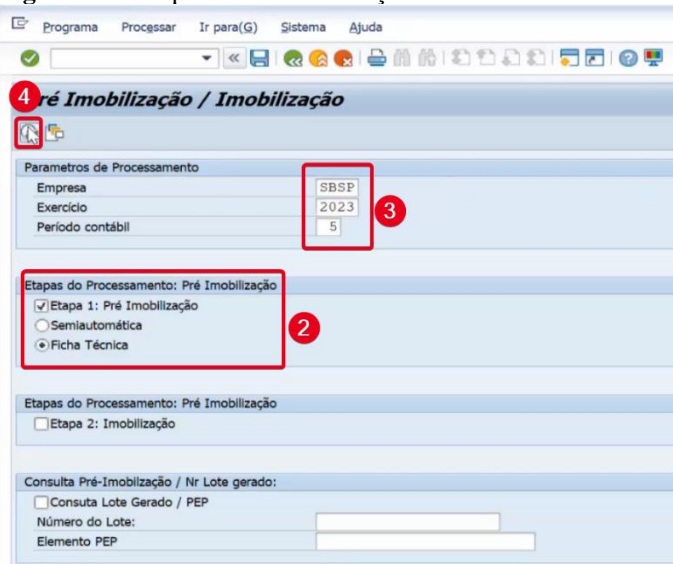 Programa Processar Ir para(G) Sistema Ajuda
4
ré Imobilização / Imobilização
Parametros de Processamento
Empresa SBSP
Exercício 2023
3
Período contábil 5
Etapas do Processamento: Pré Imobilização
Etapa 1: Pré Imobilização
Semiautomática
2
Ficha Técnica
Etapas do Processamento: Pré Imobilização
Etapa 2: Imobilização
Consulta Pré-Imobilzação / Nr Lote gerado:
Consuta Lote Gerado / PEP
Número do Lote:
Elemento PEP